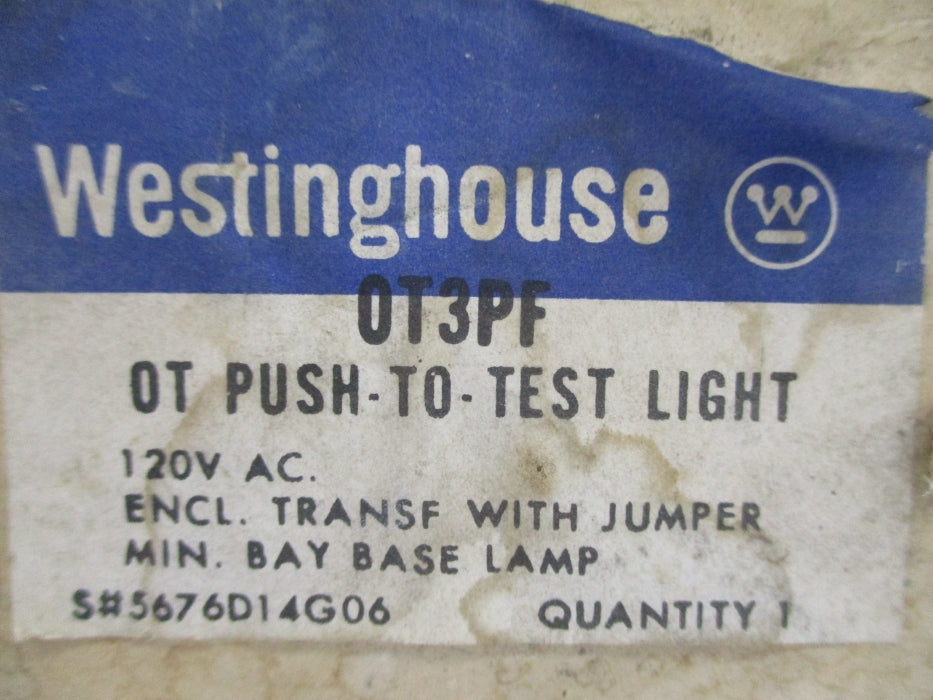 Westinghouse W
OT3PF
OT PUSH-TO-TEST LIGHT
120V AC.
ENCL. TRANSF WITH JUMPER
MIN. BAY BASE LAMP
S#5676D14G06 QUANTITY 1